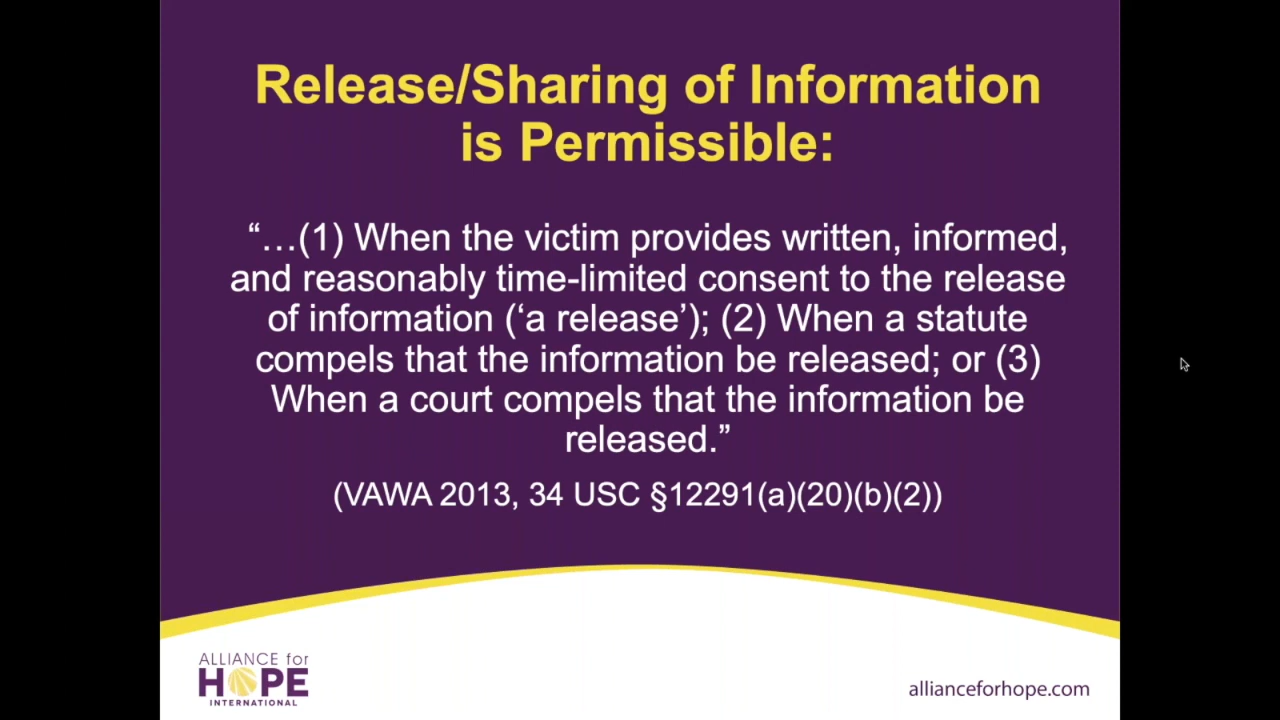 Release/Sharing of Information
is Permissible:
“…(1) When the victim provides written, informed,
and reasonably time-limited consent to the release
of information (‘a release’); (2) When a statute
compels that the information be released; or (3)
When a court compels that the information be
released.”
(VAWA 2013, 34 USC §12291(a)(20)(b)(2))
ALLIANCE for
HOPE
INTERNATIONAL
allianceforhope.com